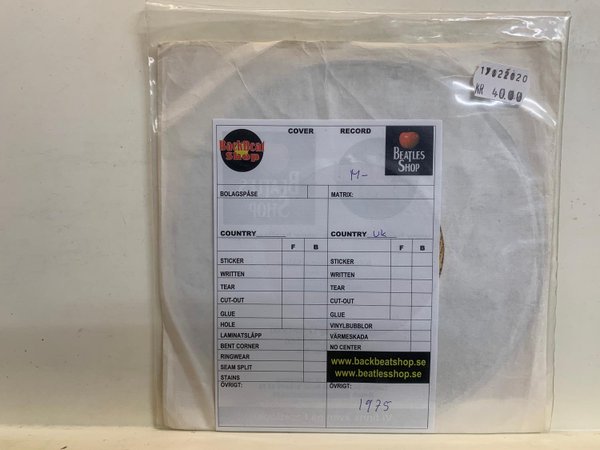 17022020
KR 40.00
COVER RECORD
BackBeat Shop
BEATLES SHOP
M-
BOLAGSPÅSE MATRIX:
COUNTRY COUNTRY UK
F B F B
STICKER STICKER
WRITTEN WRITTEN
TEAR TEAR
CUT-OUT CUT-OUT
GLUE GLUE
HOLE VINYLBUBBLOR
LAMINATSLÄPP VÄRMESKADA
BENT CORNER NO CENTER
RINGWEAR
SEAM SPLIT
STAINS
www.backbeatshop.se
www.beatlesshop.se
ÖVRIGT: ÖVRIGT:
1975